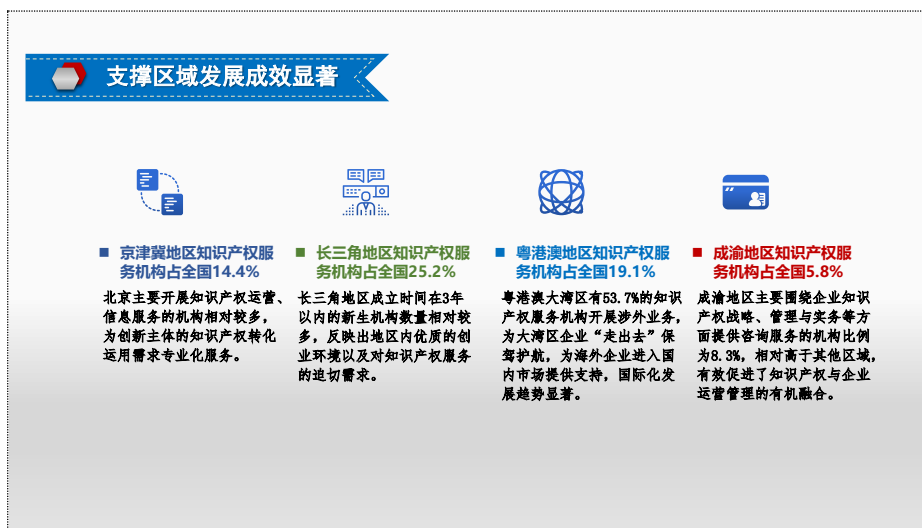 支撑区域发展成效显著
■ 京津冀地区知识产权服
务机构占全国14.4%
北京主要开展知识产权运营、
信息服务的机构相对较多，
为创新主体的知识产权转化
运用需求专业化服务。
■ 长三角地区知识产权服
务机构占全国25.2%
长三角地区成立时间在3年
以内的新生机构数量相对较
多，反映出地区内优质的创
业环境以及对知识产权服务
的迫切需求。
■ 粤港澳地区知识产权服
务机构占全国19.1%
粤港澳大湾区有53.7%的知识
产权服务机构开展涉外业务，
为大湾区企业“走出去”保
驾护航，为海外企业进入国
内市场提供支持，国际化发
展趋势显著。
■ 成渝地区知识产权服
务机构占全国5.8%
成渝地区主要围绕企业知识
产权战略、管理与实务等方
面提供咨询服务的机构比例
为8.3%，相对高于其他区域，
有效促进了知识产权与企业
运营管理的有机融合。